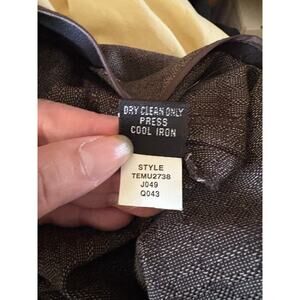 DRY CLEAN ONLY
PRESS
COOL IRON
STYLE
TEMU2738
J049
Q043